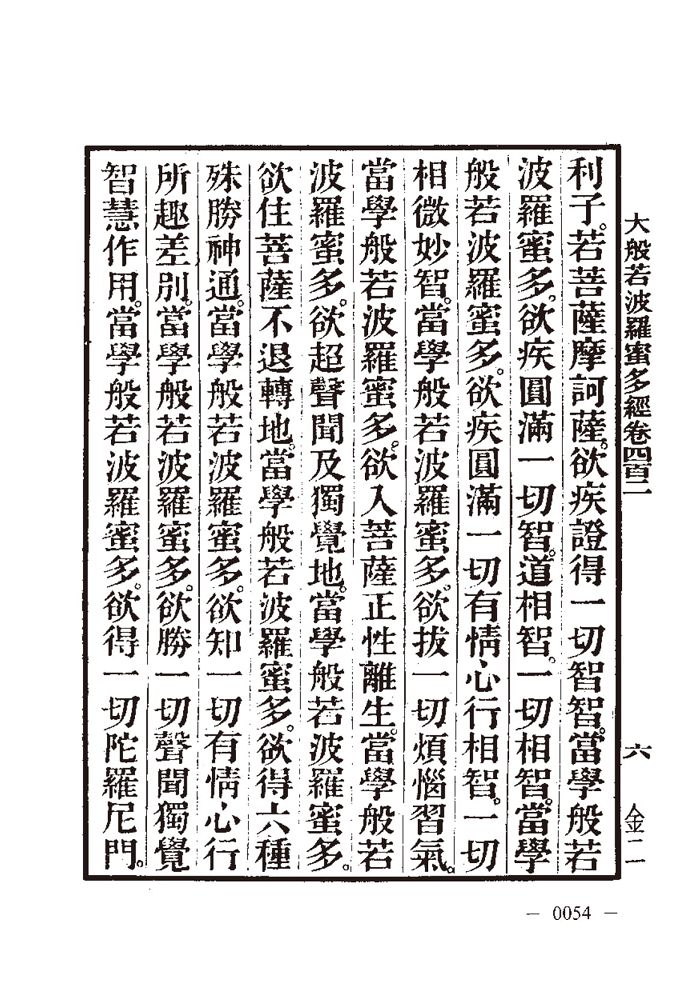 大般若波羅蜜多經卷四百二 六 金二
利子。若菩薩摩訶薩。欲疾證得一切智智。當學般若
波羅蜜多。欲疾圓滿一切智。道相智。一切相智。當學
般若波羅蜜多。欲疾圓滿一切有情心行相智。一切
相微妙智。當學般若波羅蜜多。欲拔一切煩惱習氣。
當學般若波羅蜜多。欲入菩薩正性離生。當學般若
波羅蜜多。欲超聲聞及獨覺地。當學般若波羅蜜多。
欲住菩薩不退轉地。當學般若波羅蜜多。欲得六種
殊勝神通。當學般若波羅蜜多。欲知一切有情心行
所趣差別。當學般若波羅蜜多。欲勝一切聲聞獨覺
智慧作用。當學般若波羅蜜多。欲得一切陀羅尼門。
— 0054 —